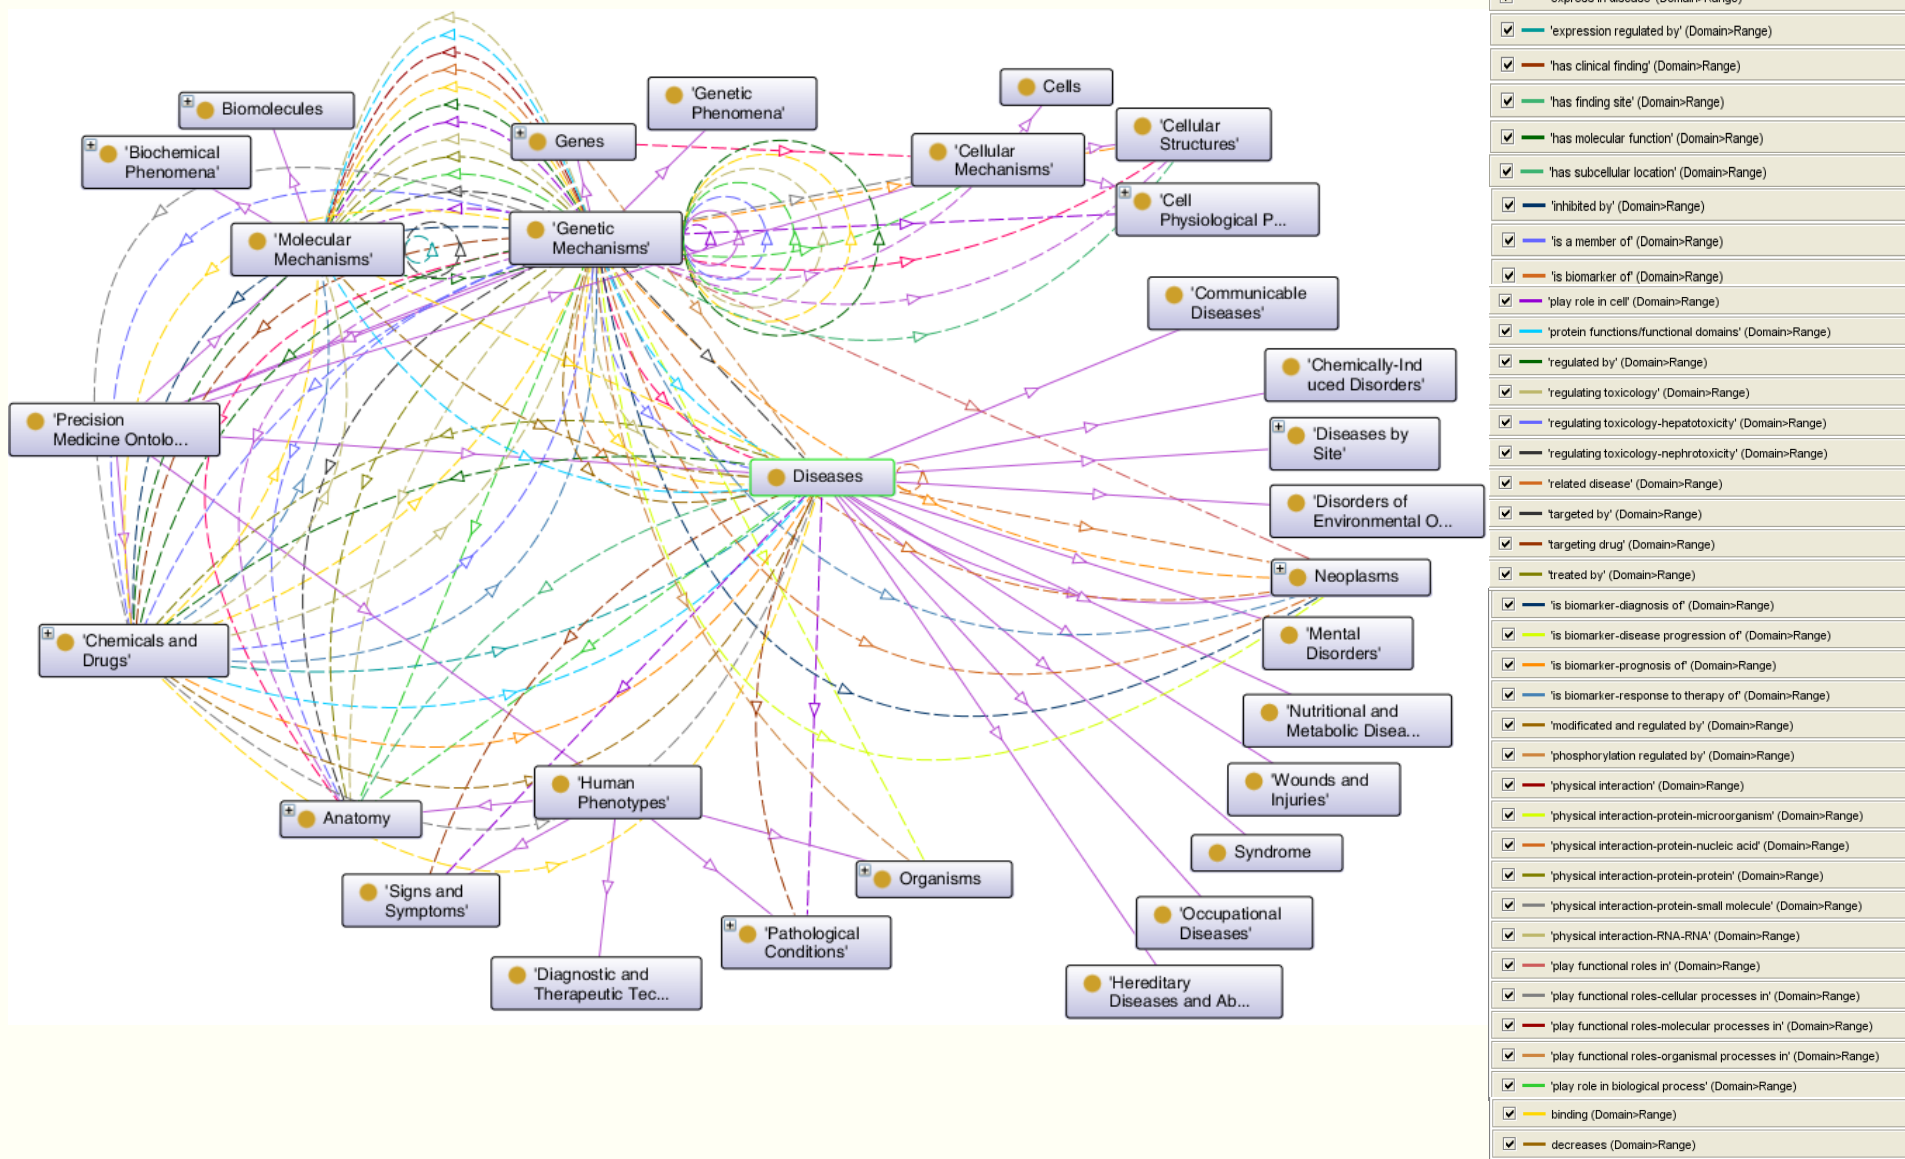 Biomolecules
'Biochemical
Phenomena'
Genes
'Genetic
Phenomena'
Cells
'Cellular
Structures'
'Cellular
Mechanisms'
'Cell
Physiological P...
'Molecular
Mechanisms'
'Genetic
Mechanisms'
'Communicable
Diseases'
'Chemically-Ind
uced Disorders'
'Precision
Medicine Ontolo...
'Diseases by
Site'
Diseases
'Disorders of
Environmental O...
Neoplasms
'Chemicals and
Drugs'
'Mental
Disorders'
'Nutritional and
Metabolic Disea...
'Human
Phenotypes'
'Wounds and
Injuries'
Anatomy
Syndrome
'Signs and
Symptoms'
Organisms
'Occupational
Diseases'
'Pathological
Conditions'
'Diagnostic and
Therapeutic Tec...
'Hereditary
Diseases and Ab...
'express in disease' (Domain>Range)
'expression regulated by' (Domain>Range)
'has clinical finding' (Domain>Range)
'has finding site' (Domain>Range)
'has molecular function' (Domain>Range)
'has subcellular location' (Domain>Range)
'inhibited by' (Domain>Range)
'is a member of' (Domain>Range)
'is biomarker of' (Domain>Range)
'play role in cell' (Domain>Range)
'protein functions/functional domains' (Domain>Range)
'regulated by' (Domain>Range)
'regulating toxicology' (Domain>Range)
'regulating toxicology-hepatotoxicity' (Domain>Range)
'regulating toxicology-nephrotoxicity' (Domain>Range)
'related disease' (Domain>Range)
'targeted by' (Domain>Range)
'targeting drug' (Domain>Range)
'treated by' (Domain>Range)
'is biomarker-diagnosis of' (Domain>Range)
'is biomarker-disease progression of' (Domain>Range)
'is biomarker-prognosis of' (Domain>Range)
'is biomarker-response to therapy of' (Domain>Range)
'modificated and regulated by' (Domain>Range)
'phosphorylation regulated by' (Domain>Range)
'physical interaction' (Domain>Range)
'physical interaction-protein-microorganism' (Domain>Range)
'physical interaction-protein-nucleic acid' (Domain>Range)
'physical interaction-protein-protein' (Domain>Range)
'physical interaction-protein-small molecule' (Domain>Range)
'physical interaction-RNA-RNA' (Domain>Range)
'play functional roles in' (Domain>Range)
'play functional roles-cellular processes in' (Domain>Range)
'play functional roles-molecular processes in' (Domain>Range)
'play functional roles-organismal processes in' (Domain>Range)
'play role in biological process' (Domain>Range)
binding (Domain>Range)
decreases (Domain>Range)